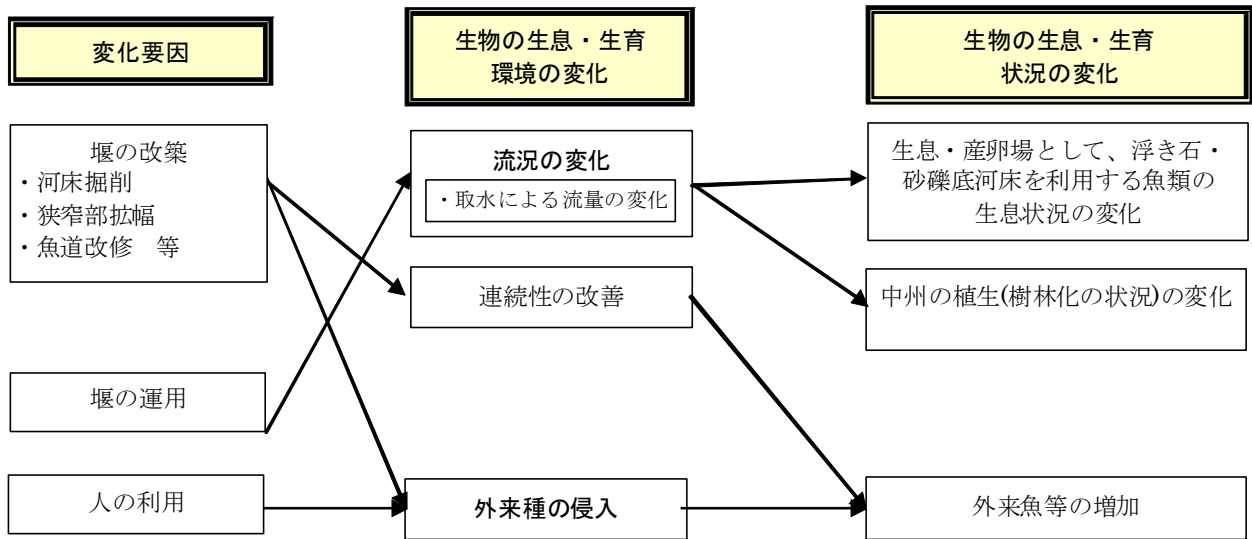 変化要因
生物の生息・生育
環境の変化
生物の生息・生育
状況の変化
堰の改築
・河床掘削
・狭窄部拡幅
・魚道改修　等
堰の運用
人の利用
流況の変化
・取水による流量の変化
連続性の改善
外来種の侵入
生息・産卵場として、浮き石・
砂礫底河床を利用する魚類の
生息状況の変化
中州の植生(樹林化の状況)の変化
外来魚等の増加